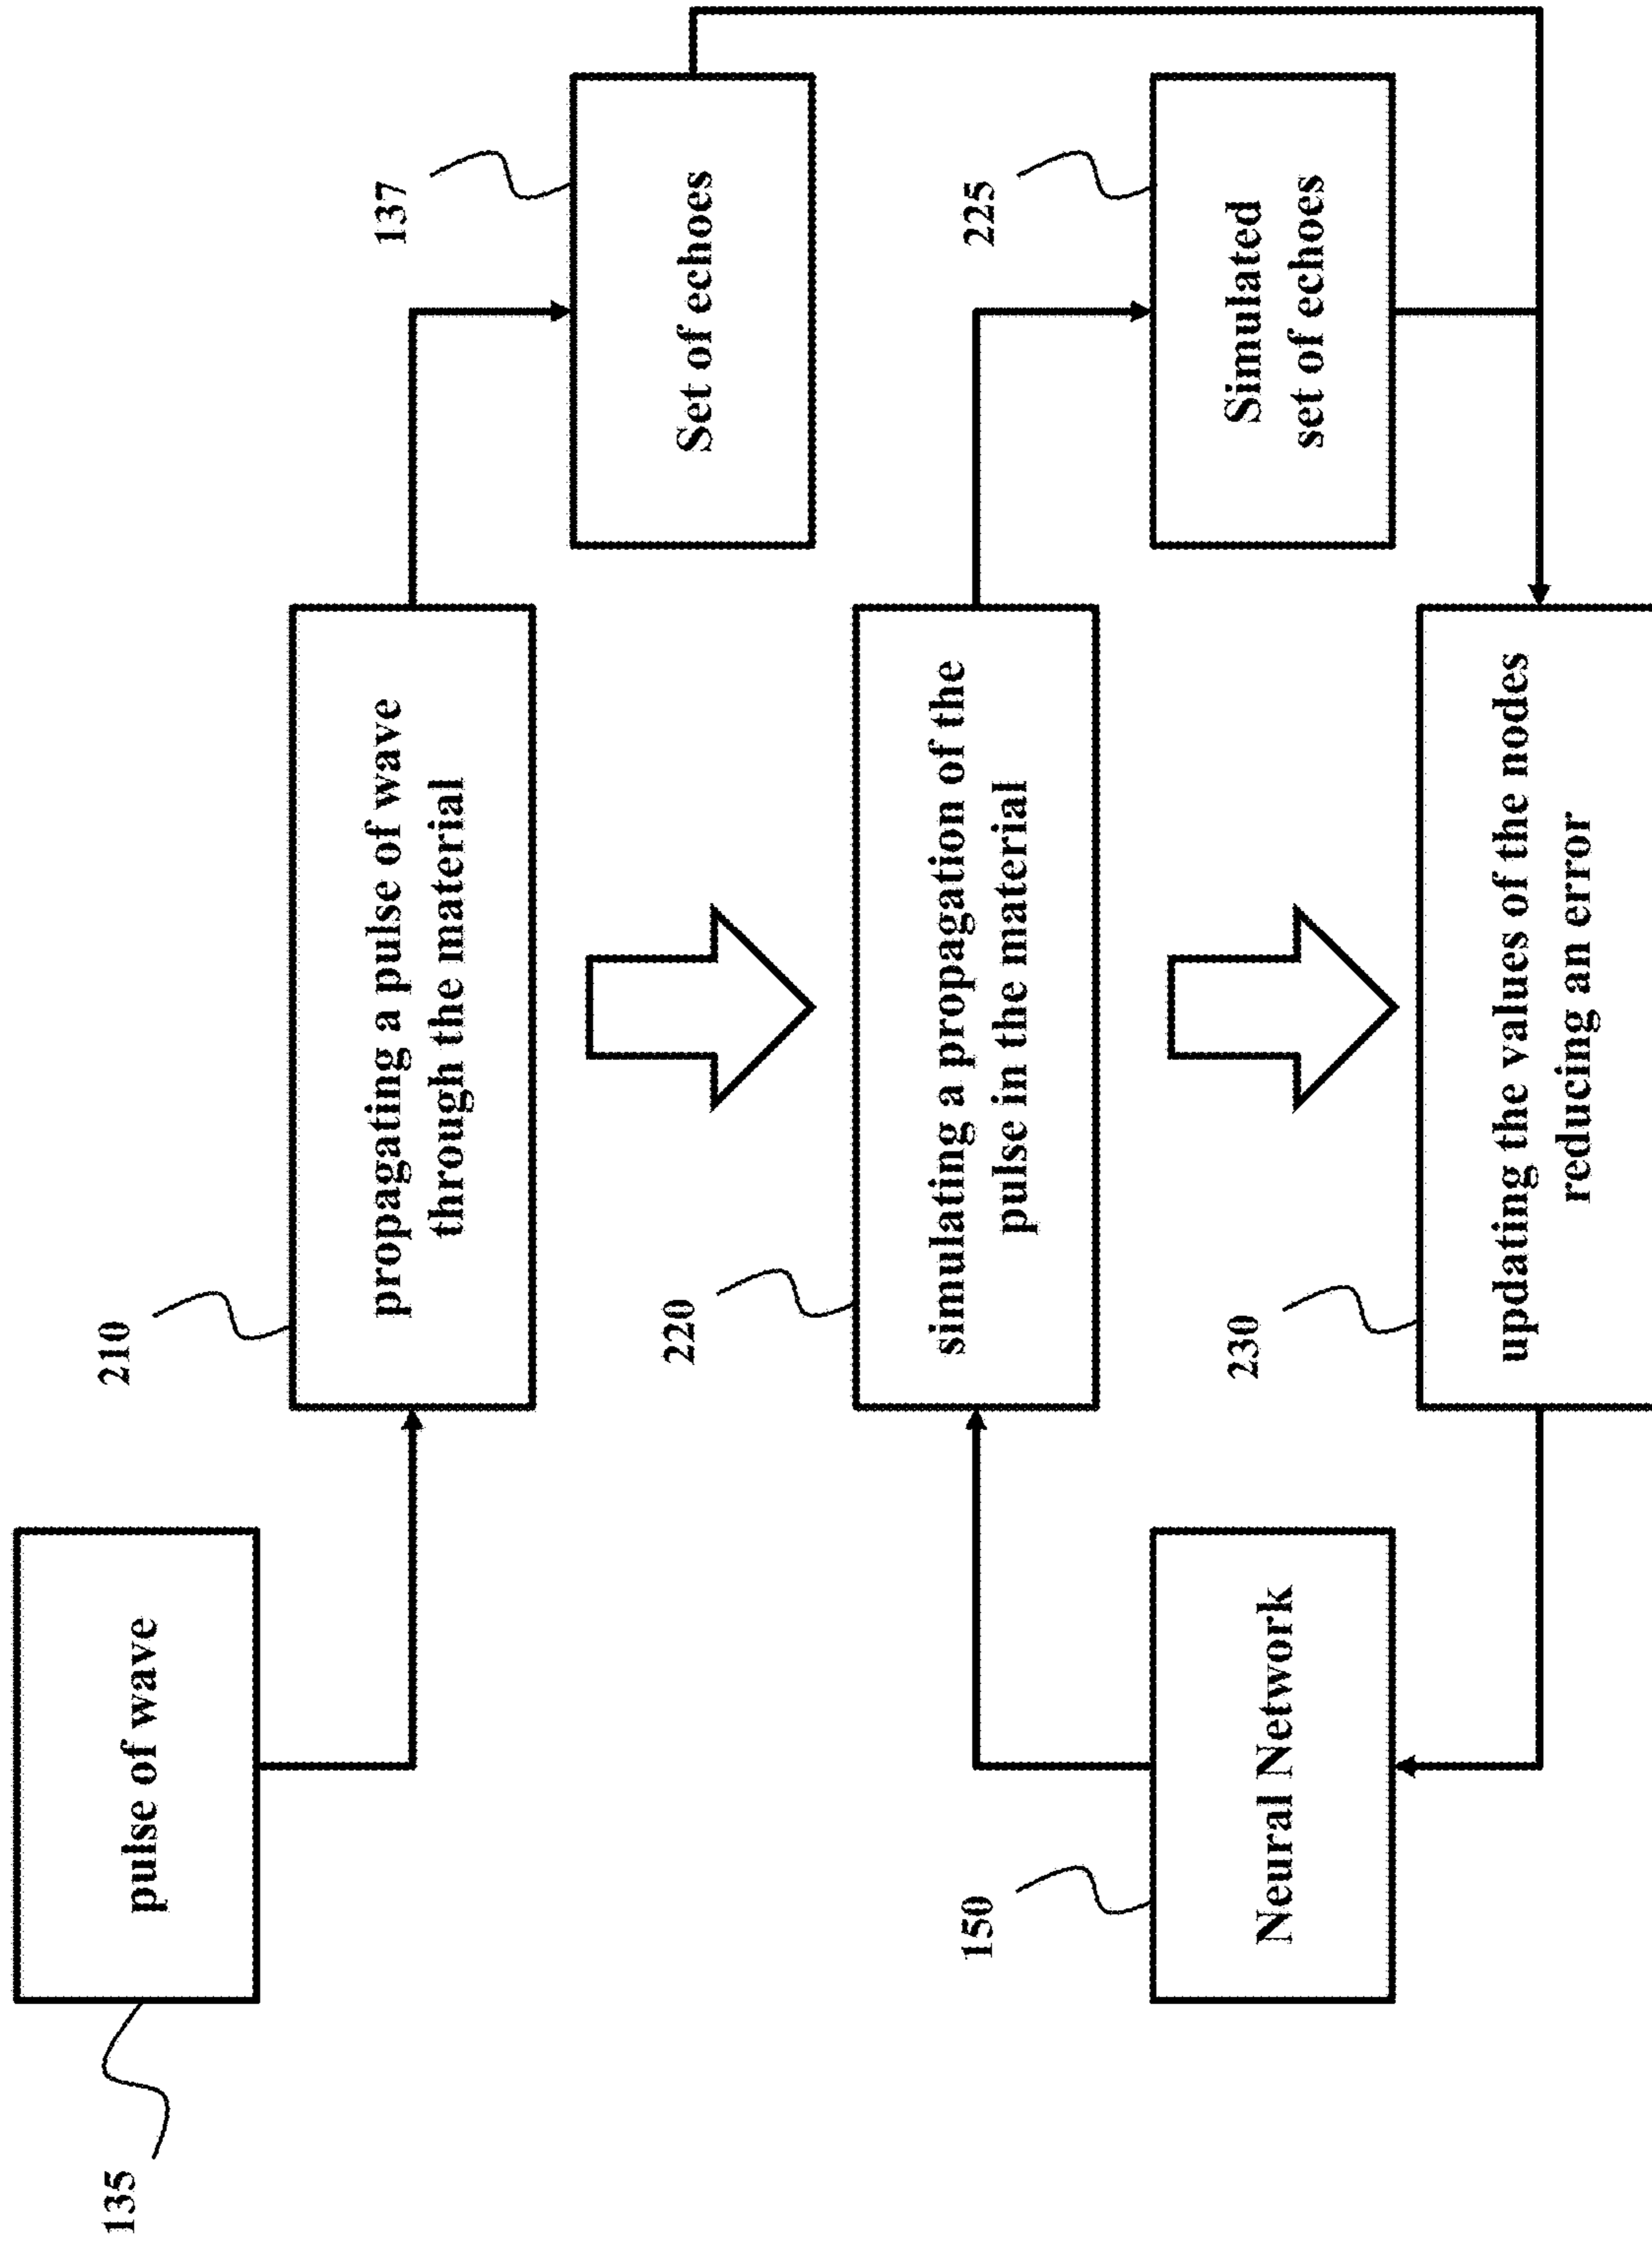 135
pulse of wave
210
propagating a pulse of wave
through the material
137
Set of echoes
220
simulating a propagation of the
pulse in the material
225
Simulated
set of echoes
150
Neural Network
230
updating the values of the nodes
reducing an error